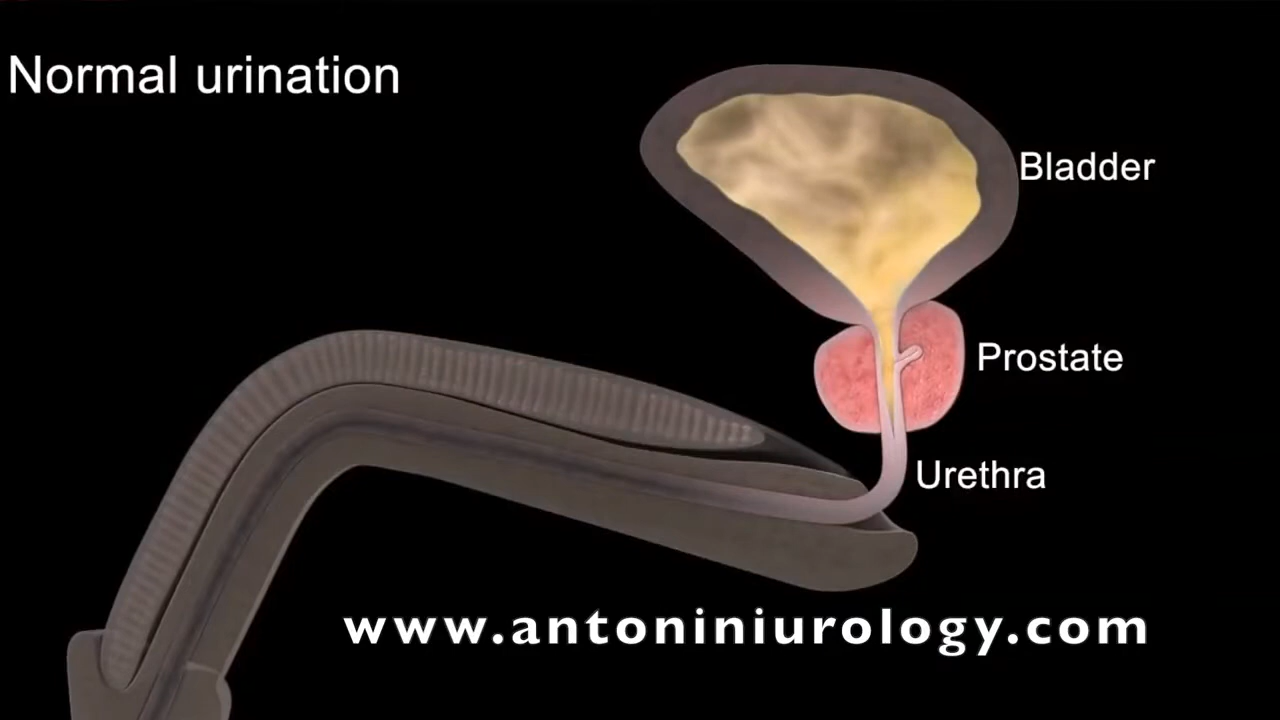 Normal urination
Bladder
Prostate
Urethra
www.antoniniurology.com